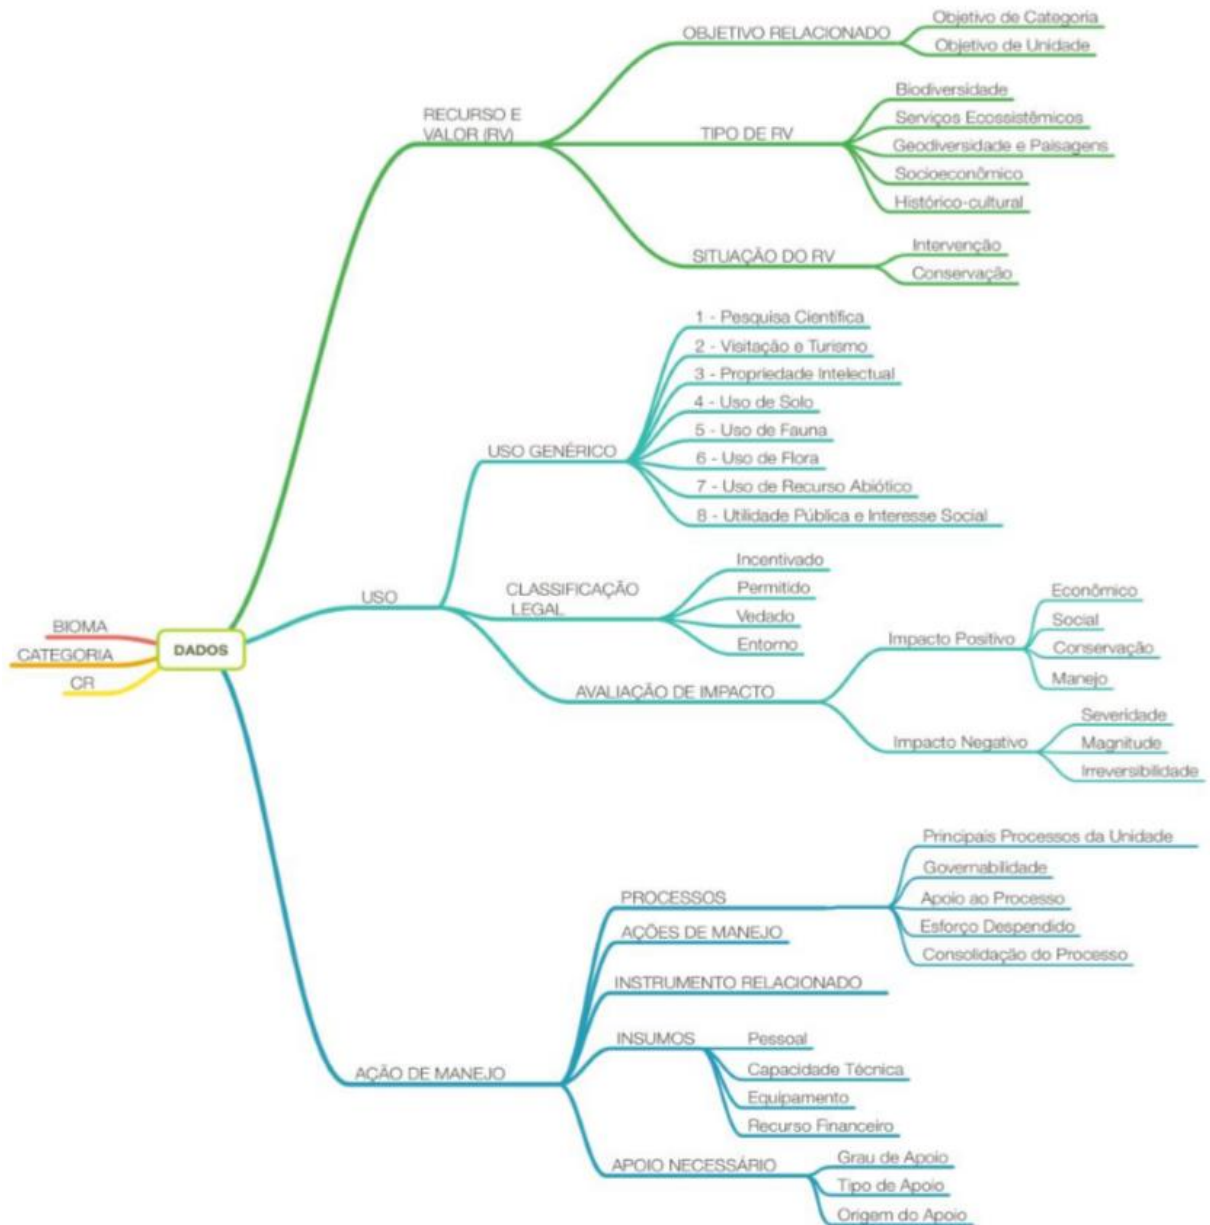 Objetivo de Categoria
OBJETIVO RELACIONADO
Objetivo de Unidade
Biodiversidade
RECURSO E
VALOR (RV)
Serviços Ecossistêmicos
TIPO DE RV
Geodiversidade e Paisagens
Socioeconômico
Histórico-cultural
Intervenção
SITUAÇÃO DO RV
Conservação
1 - Pesquisa Científica
2 - Visitação e Turismo
3 - Propriedade Intelectual
4 - Uso de Solo
5 - Uso de Fauna
USO GENÉRICO
6 - Uso de Flora
7 - Uso de Recurso Abiótico
8 - Utilidade Pública e Interesse Social
Incentivado
CLASSIFICAÇÃO
LEGAL
Permitido
USO
Vedado
Entorno
Econômico
Social
Impacto Positivo
Conservação
Manejo
AVALIAÇÃO DE IMPACTO
Severidade
Impacto Negativo
Magnitude
Irreversibilidade
BIOMA
DADOS
CATEGORIA
CR
Principais Processos da Unidade
Governabilidade
PROCESSOS
Apoio ao Processo
Esforço Despendido
Consolidação do Processo
AÇÕES DE MANEJO
INSTRUMENTO RELACIONADO
INSUMOS
Pessoal
Capacidade Técnica
AÇÃO DE MANEJO
Equipamento
Recurso Financeiro
Grau de Apoio
APOIO NECESSÁRIO
Tipo de Apoio
Origem do Apoio